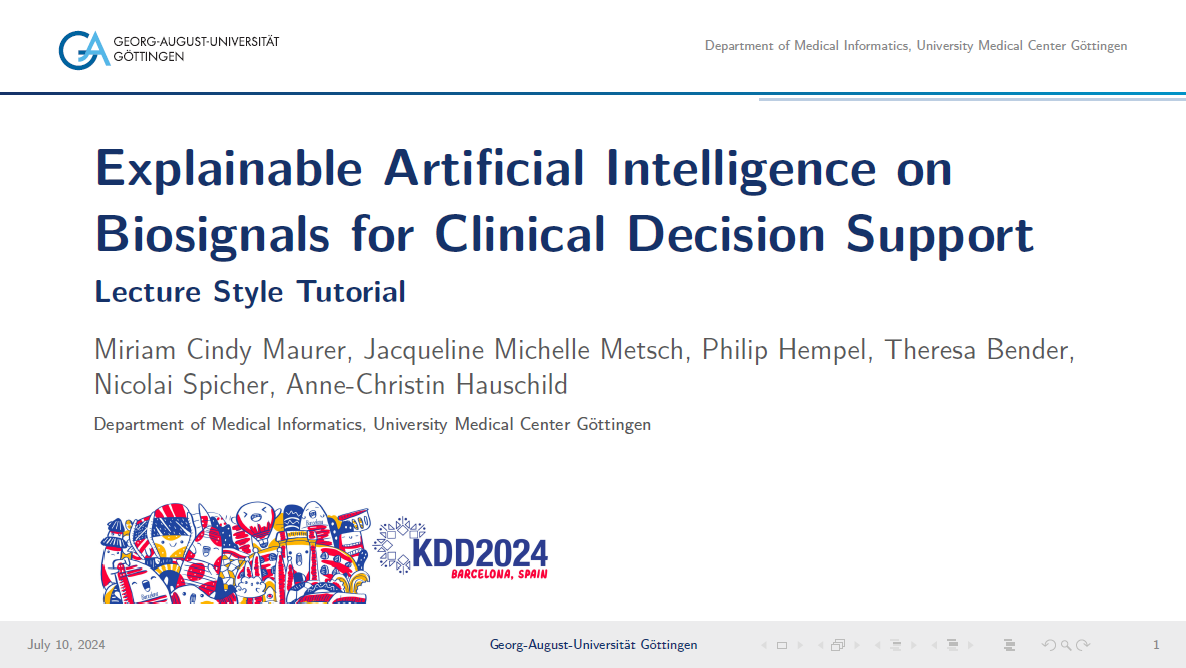 GEORG-AUGUST-UNIVERSITÄT
GÖTTINGEN
Department of Medical Informatics, University Medical Center Göttingen
Explainable Artificial Intelligence on
Biosignals for Clinical Decision Support
Lecture Style Tutorial
Miriam Cindy Maurer, Jacqueline Michelle Metsch, Philip Hempel, Theresa Bender,
Nicolai Spicher, Anne-Christin Hauschild
Department of Medical Informatics, University Medical Center Göttingen
KDD2024
BARCELONA, SPAIN
July 10, 2024
Georg-August-Universität Göttingen
1